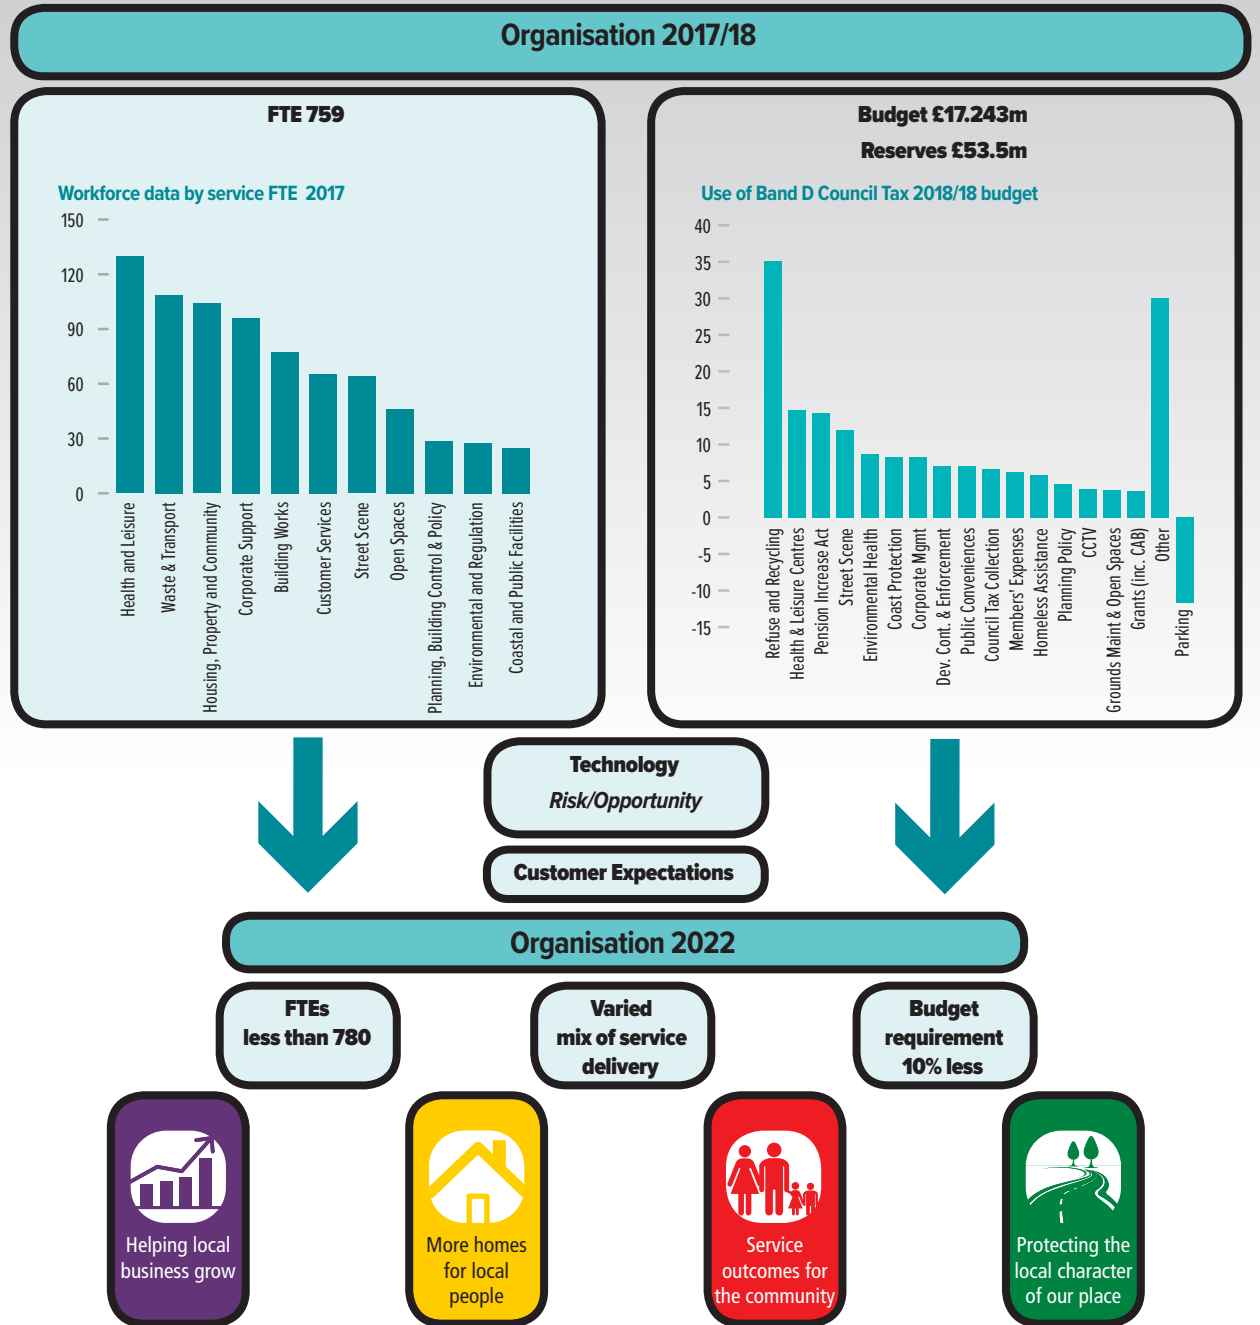 Organisation 2017/18
FTE 759
Workforce data by service FTE 2017
150
120
90
60
30
0
Health and Leisure
Waste & Transport
Housing, Property and Community
Corporate Support
Building Works
Customer Services
Street Scene
Open Spaces
Planning, Building Control & Policy
Environmental and Regulation
Coastal and Public Facilities
Budget £17.243m
Reserves £53.5m
Use of Band D Council Tax 2018/18 budget
40
35
30
25
20
15
10
5
0
-5
-10
-15
Refuse and Recycling
Health & Leisure Centres
Pension Increase Act
Street Scene
Environmental Health
Coast Protection
Corporate Mgmt
Dev. Cont. & Enforcement
Public Conveniences
Council Tax Collection
Members' Expenses
Homeless Assistance
Planning Policy
CCTV
Grounds Maint & Open Spaces
Grants (inc. CAB)
Other
Parking
Technology
Risk/Opportunity
Customer Expectations
Organisation 2022
FTEs
less than 780
Varied
mix of service
delivery
Budget
requirement
10% less
Helping local
business grow
More homes
for local
people
Service
outcomes for
the community
Protecting the
local character
of our place